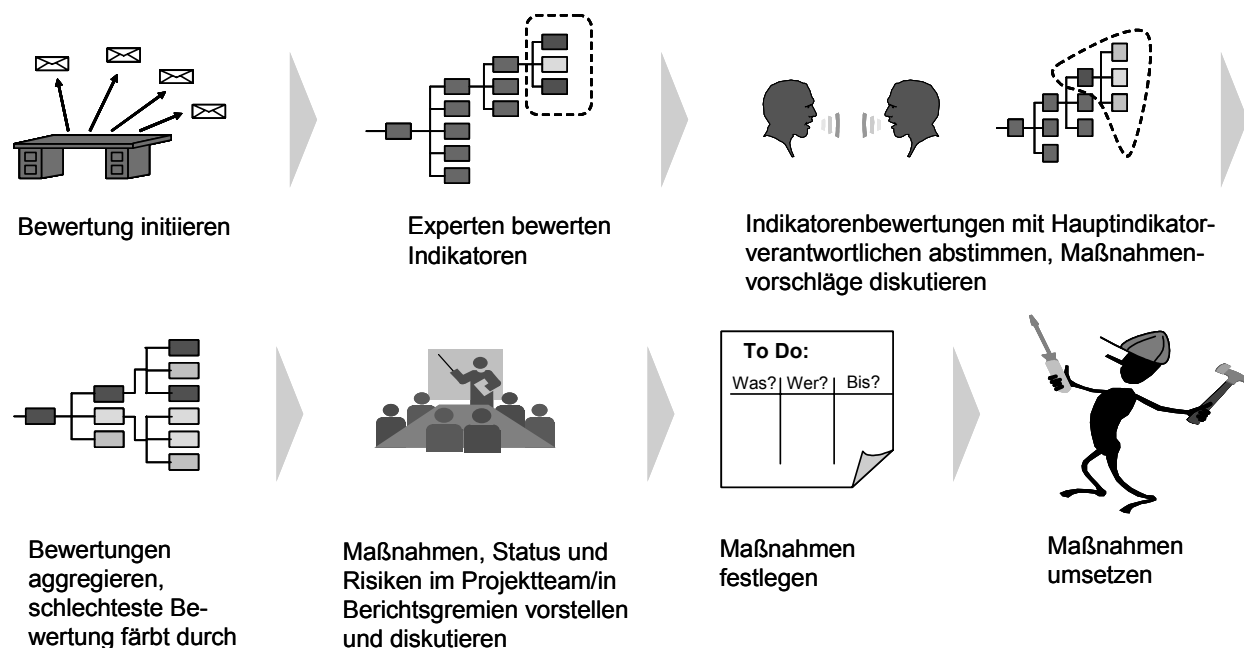 Bewertung initiieren
Experten bewerten
Indikatoren
Indikatorenbewertungen mit Hauptindikator-
verantwortlichen abstimmen, Maßnahmen-
vorschläge diskutieren
Bewertungen
aggregieren,
schlechteste Be-
wertung färbt durch
Maßnahmen, Status und
Risiken im Projektteam/in
Berichtsgremien vorstellen
und diskutieren
To Do:
Was? Wer? Bis?
Maßnahmen
festlegen
Maßnahmen
umsetzen